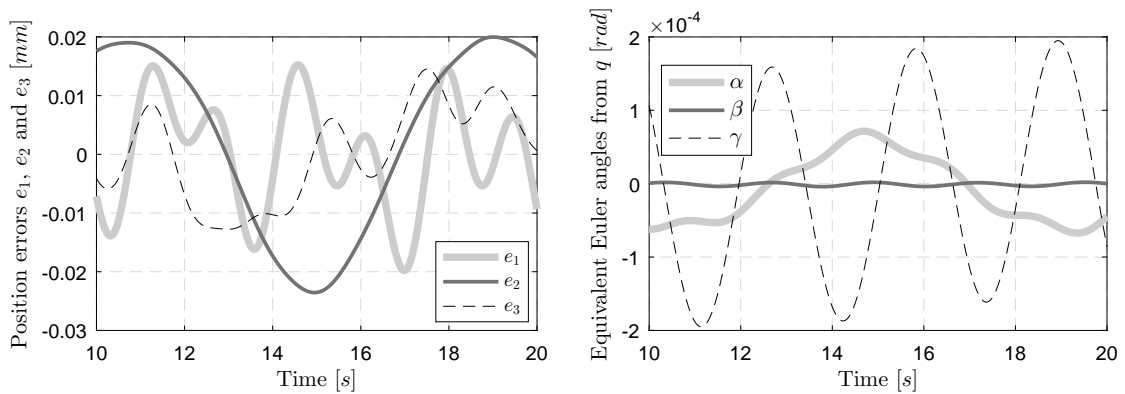 Position errors e₁, e₂ and e₃ [mm]
0.02
0.01
0
-0.01
-0.02
-0.03
10 12 14 16 18 20
Time [s]
e₁
e₂
e₃
Equivalent Euler angles from q [rad]
×10⁻⁴
2
1
0
-1
-2
10 12 14 16 18 20
Time [s]
α
β
γ